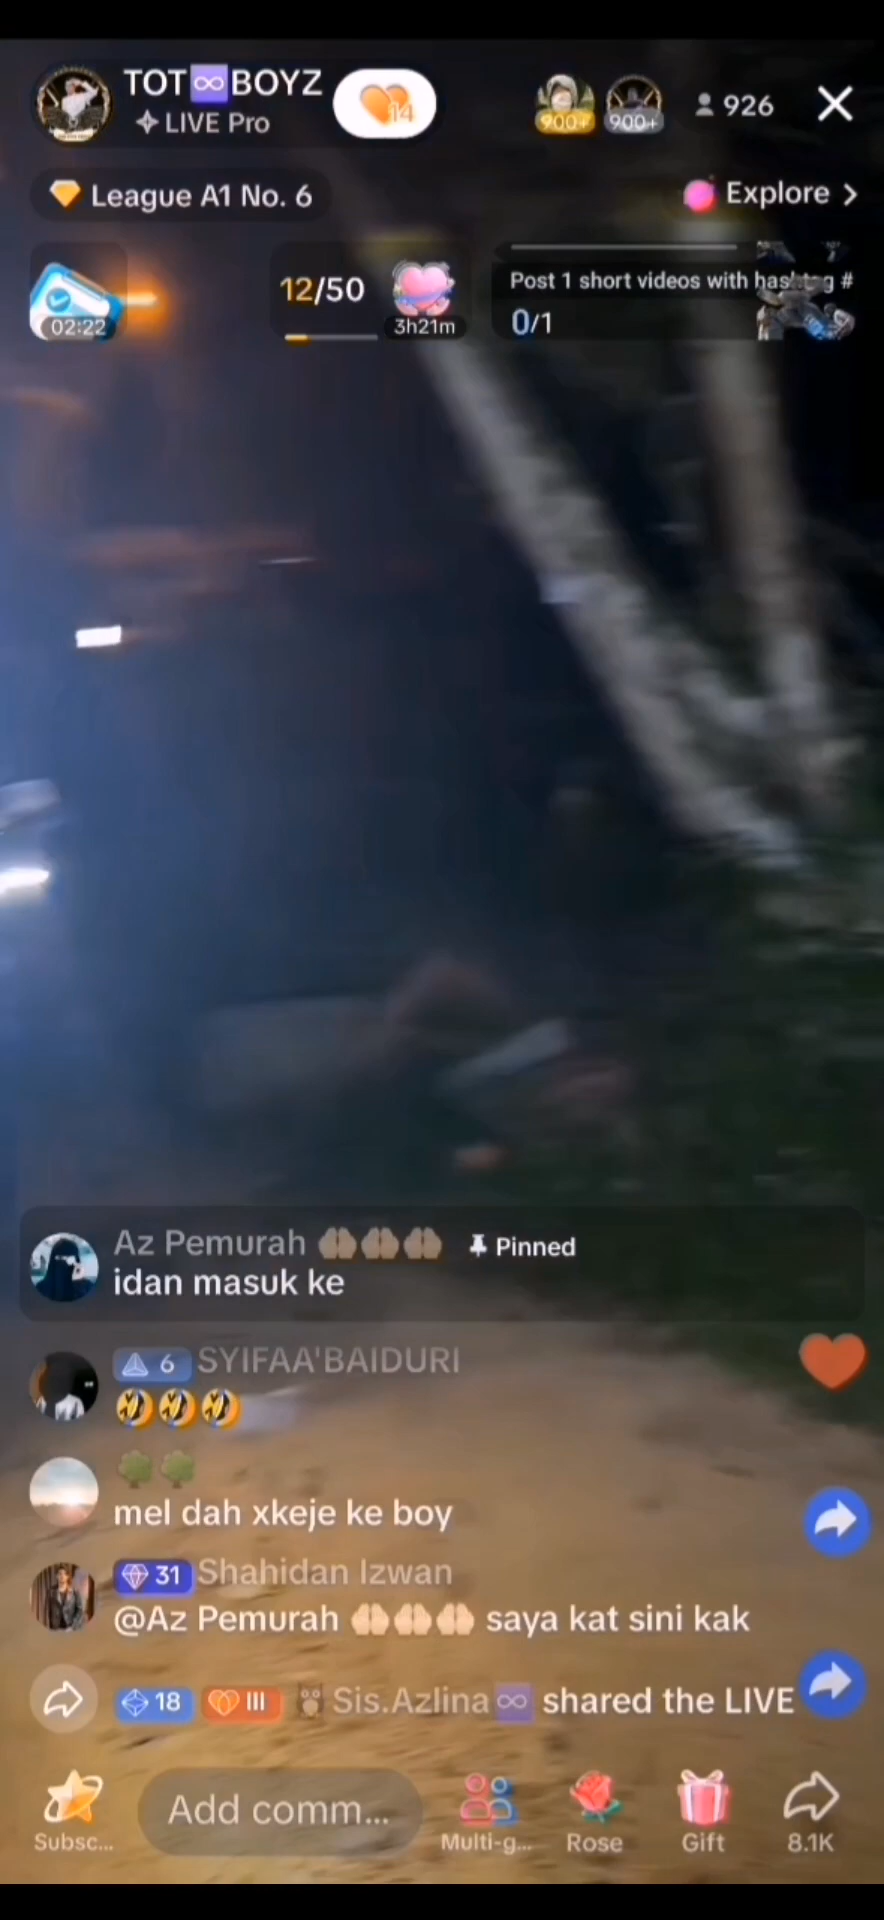 TOT♾️BOYZ
LIVE Pro
14
900+
900+
926
League A1 No. 6
Explore
02:22
12/50
3h21m
Post 1 short videos with hashtag #
0/1
Az Pemurah 🤲🏼🤲🏼🤲🏼 Pinned
idan masuk ke
6 SYIFAA'BAIDURI
🤣🤣🤣
🌳🌳
mel dah xkeje ke boy
31 Shahidan Izwan
@Az Pemurah 🤲🏼🤲🏼🤲🏼 saya kat sini kak
18 III 🦉Sis.Azlina♾️ shared the LIVE
Add comm...
Subsc...
Multi-g...
Rose
Gift
8.1K